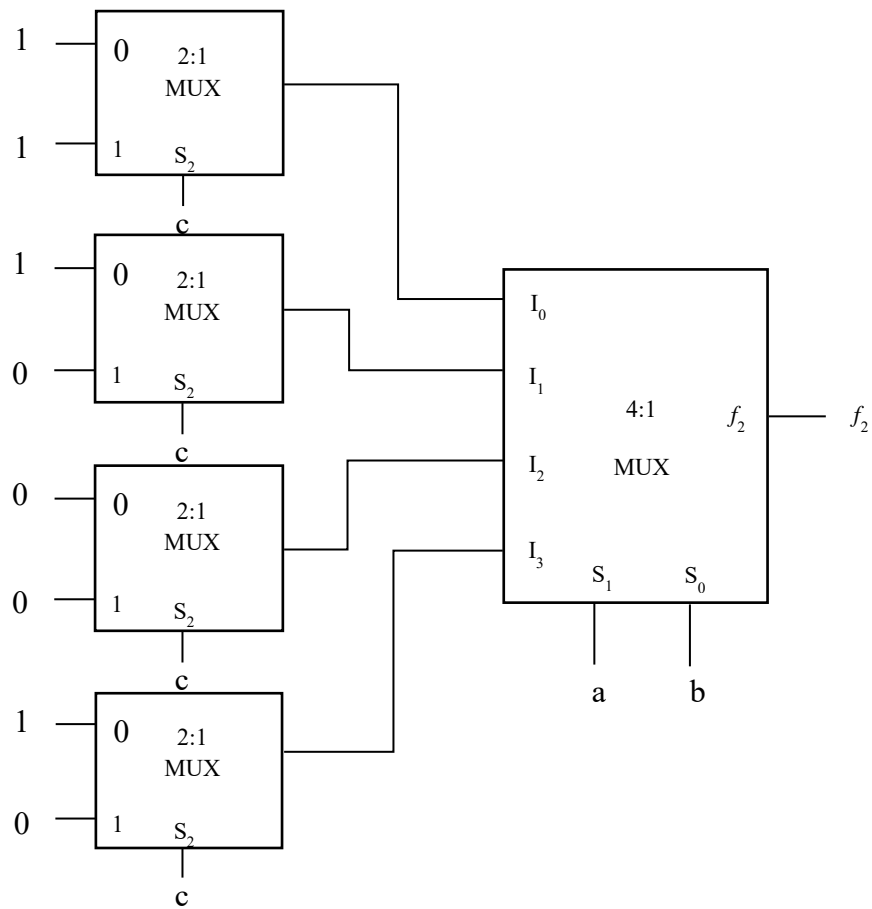 1 0 2:1
MUX
1 1 S₂
c
1 0 2:1
MUX
0 1 S₂
c
0 0 2:1
MUX
0 1 S₂
c
1 0 2:1
MUX
0 1 S₂
c
I₀
I₁
4:1 f₂ f₂
I₂ MUX
I₃
S₁ S₀
a b